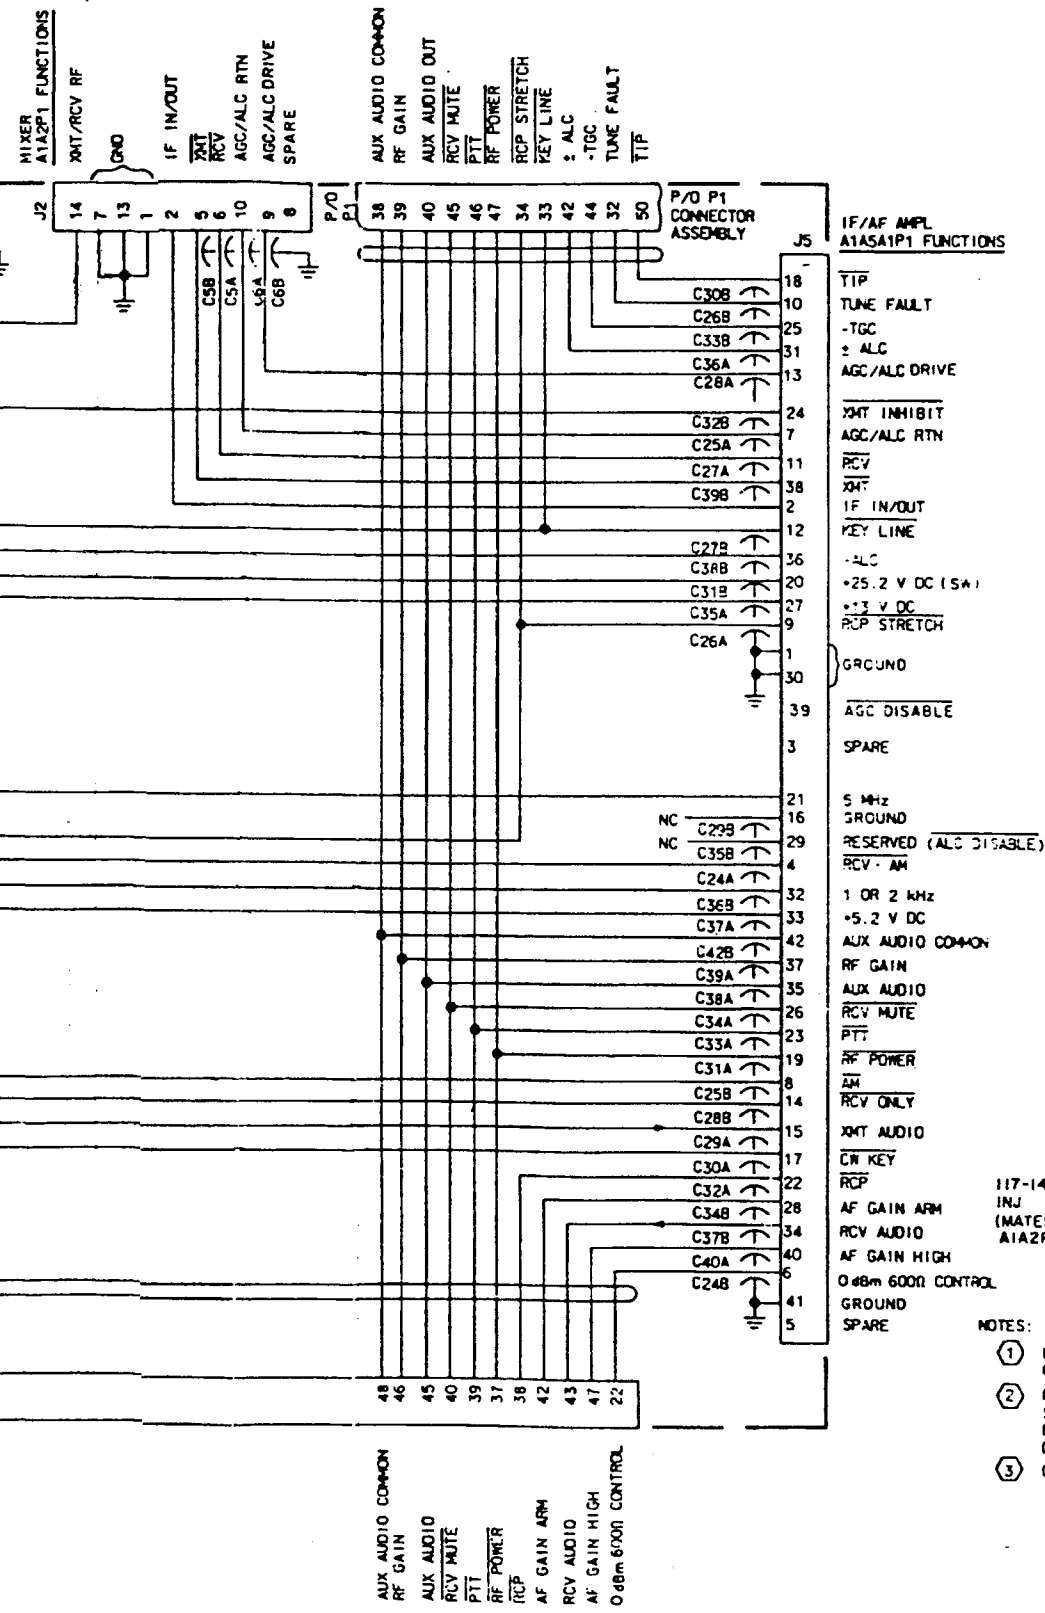 MIXER
A1A2P1 FUNCTIONS
XMT/RCV RF
GND
IF IN/OUT
XMT
RCV
AGC/ALC RTN
AGC/ALC DRIVE
SPARE
J2
14
7
13
1
2
5
6
10
9
8
C5B
C5A
C6A
C6B
AUX AUDIO COMMON
RF GAIN
AUX AUDIO OUT
RCV MUTE
PTT
RF POWER
RCP STRETCH
KEY LINE
± ALC
-TGC
TUNE FAULT
TIP
P/O
P1
38
39
40
45
46
47
34
33
42
44
32
50
P/O P1
CONNECTOR
ASSEMBLY
J5
IF/AF AMPL
A1A5A1P1 FUNCTIONS
18 TIP
C30B
10 TUNE FAULT
C26B
25 -TGC
C33B
31 ± ALC
C36A
13 AGC/ALC DRIVE
C28A
24 XMT INHIBIT
C32B
7 AGC/ALC RTN
C25A
11 RCV
C27A
38 XMT
C39B
2 IF IN/OUT
12 KEY LINE
C27B
36 -ALC
C38B
20 +25.2 V DC (SW)
C31B
27 +13 V DC
C35A
9 RCP STRETCH
C26A
1
GROUND
30
39 AGC DISABLE
3 SPARE
21 5 MHz
NC 16 GROUND
C29B
NC 29 RESERVED (ALC DISABLE)
C35B
4 RCV - AM
C24A
32 1 OR 2 kHz
C36B
33 +5.2 V DC
C37A
42 AUX AUDIO COMMON
C42B
37 RF GAIN
C39A
35 AUX AUDIO
C38A
26 RCV MUTE
C34A
23 PTT
C33A
19 RF POWER
C31A
8 AM
C25B
14 RCV ONLY
C28B
15 XMT AUDIO
C29A
17 CW KEY
C30A
22 RCP
C32A
28 AF GAIN ARM
C34B
34 RCV AUDIO
C37B
40 AF GAIN HIGH
C40A
6 0 dBm 600Ω CONTROL
C24B
41 GROUND
5 SPARE
117-14
INJ
(MATE
A1A2
NOTES:
1
2
3
48
46
45
40
39
37
38
42
43
47
22
AUX AUDIO COMMON
RF GAIN
AUX AUDIO
RCV MUTE
PTT
RF POWER
RCP
AF GAIN ARM
RCV AUDIO
AF GAIN HIGH
0 dBm 600Ω CONTROL